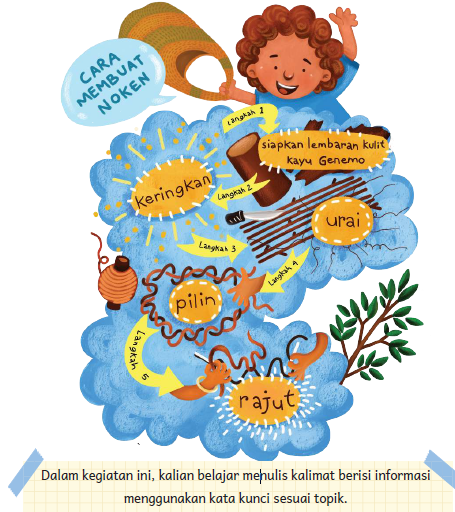 CARA
MEMBUAT
NOKEN
Langkah 1
siapkan lembaran kulit
kayu Genemo
Langkah 2
keringkan
Langkah 3
urai
Langkah 4
pilin
Langkah 5
rajut
Dalam kegiatan ini, kalian belajar menulis kalimat berisi informasi
menggunakan kata kunci sesuai topik.